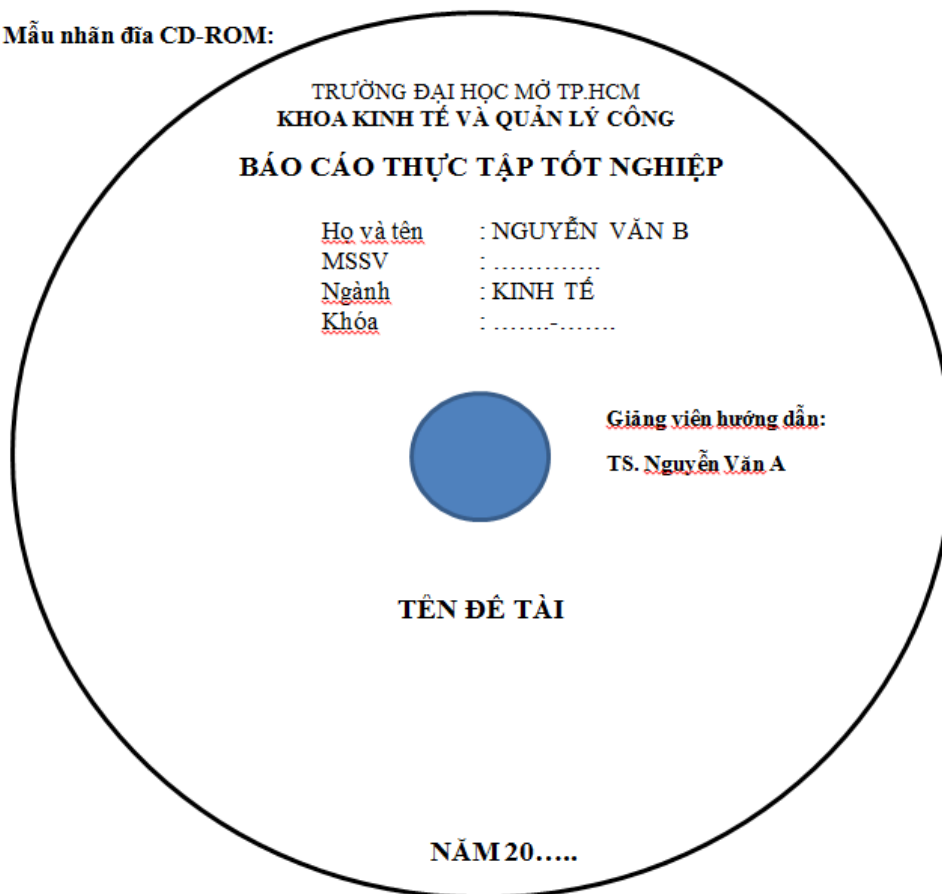 Mẫu nhãn đĩa CD-ROM:
TRƯỜNG ĐẠI HỌC MỞ TP.HCM
KHOA KINH TẾ VÀ QUẢN LÝ CÔNG
BÁO CÁO THỰC TẬP TỐT NGHIỆP
Họ và tên : NGUYỄN VĂN B
MSSV : ………….
Ngành : KINH TẾ
Khóa : …….-…….
Giảng viên hướng dẫn:
TS. Nguyễn Văn A
TÊN ĐỀ TÀI
NĂM 20…..